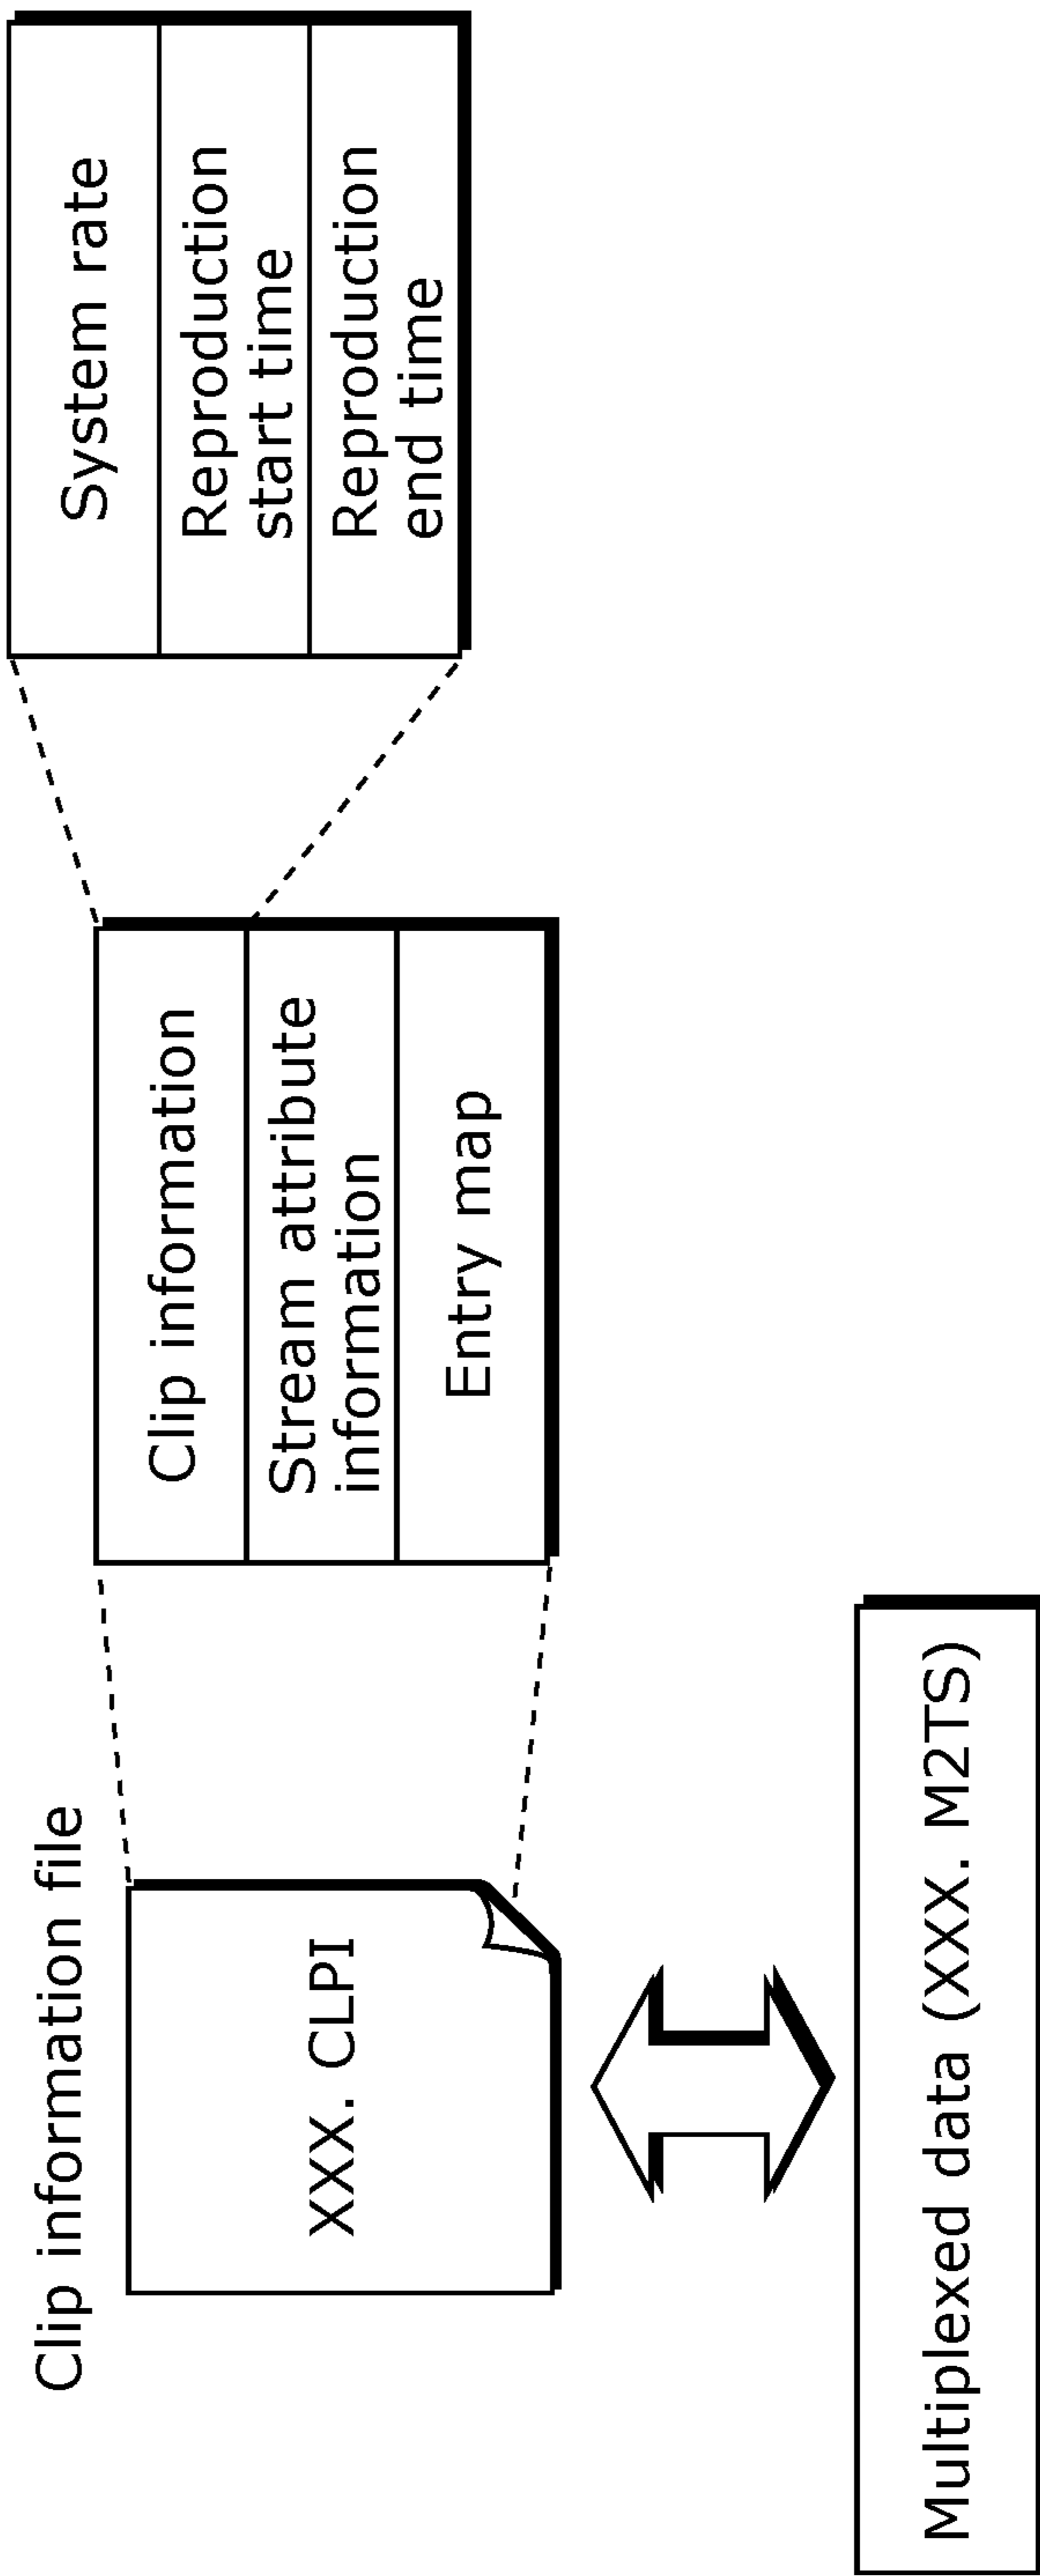 Clip information file
XXX. CLPI
Clip information
Stream attribute
information
Entry map
System rate
Reproduction
start time
Reproduction
end time
Multiplexed data (XXX. M2TS)